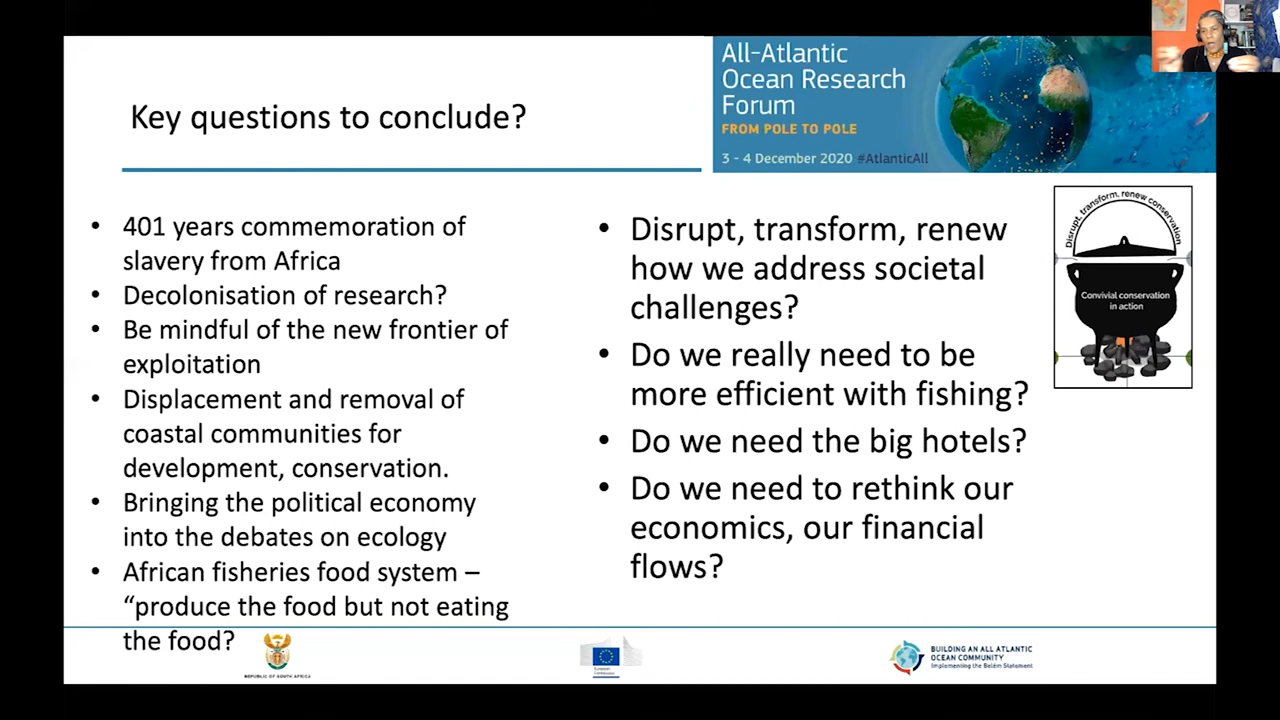 All-Atlantic
Ocean Research
Forum
FROM POLE TO POLE
3 - 4 December 2020 #AtlanticAll
Key questions to conclude?
• 401 years commemoration of
slavery from Africa
• Decolonisation of research?
• Be mindful of the new frontier of
exploitation
• Displacement and removal of
coastal communities for
development, conservation.
• Bringing the political economy
into the debates on ecology
• African fisheries food system –
“produce the food but not eating
the food?
• Disrupt, transform, renew
how we address societal
challenges?
• Do we really need to be
more efficient with fishing?
• Do we need the big hotels?
• Do we need to rethink our
economics, our financial
flows?
Disrupt, transform, renew conservation
Convivial conservation
in action
REPUBLIC OF SOUTH AFRICA
European
Commission
BUILDING AN ALL ATLANTIC
OCEAN COMMUNITY
Implementing the Belém Statement